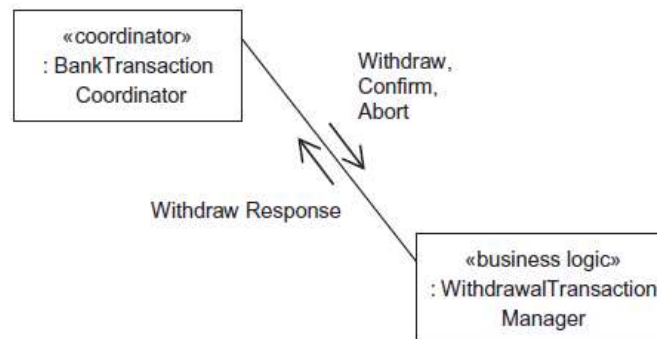 «coordinator»
: BankTransaction
Coordinator
Withdraw,
Confirm,
Abort
Withdraw Response
«business logic»
: WithdrawalTransaction
Manager